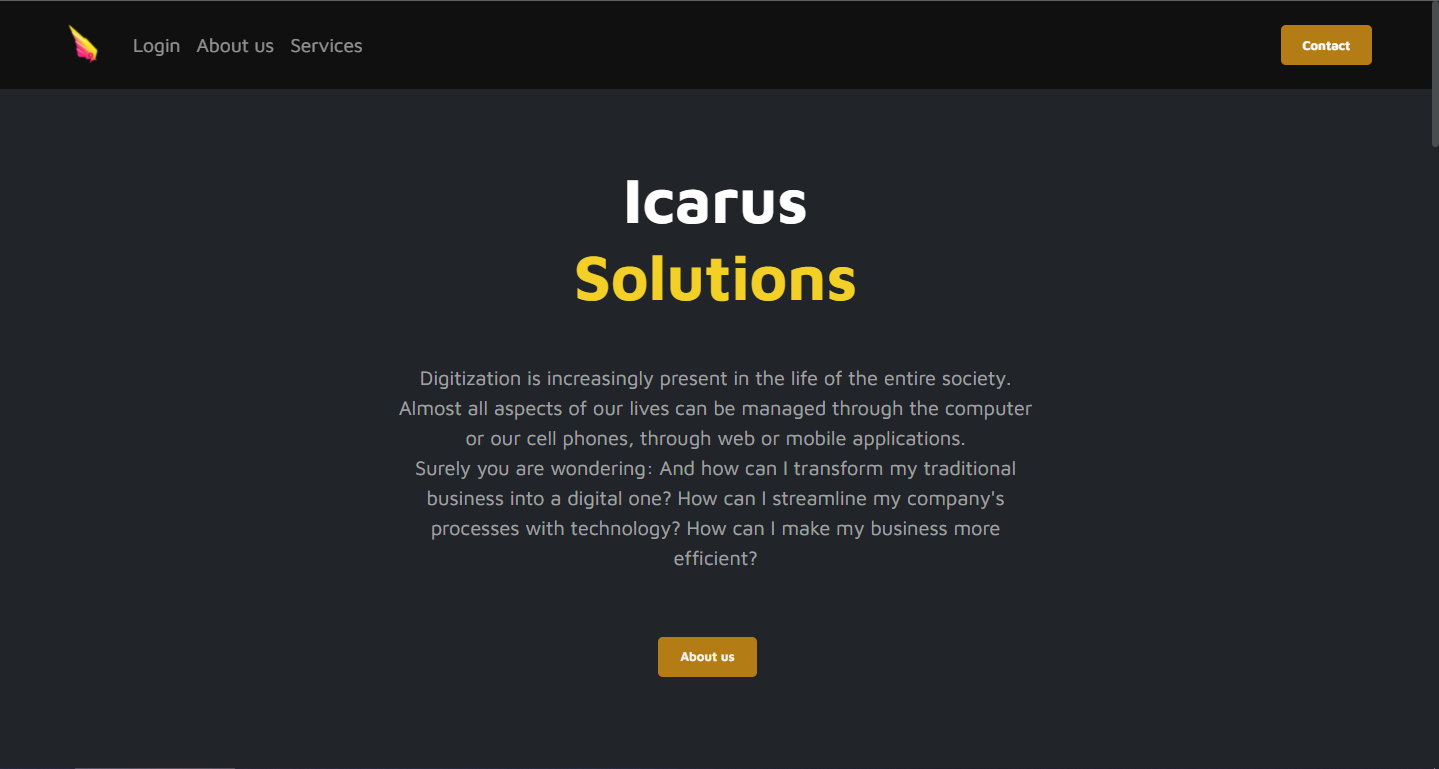 Login About us Services Contact
Icarus
Solutions
Digitization is increasingly present in the life of the entire society.
Almost all aspects of our lives can be managed through the computer
or our cell phones, through web or mobile applications.
Surely you are wondering: And how can I transform my traditional
business into a digital one? How can I streamline my company's
processes with technology? How can I make my business more
efficient?
About us